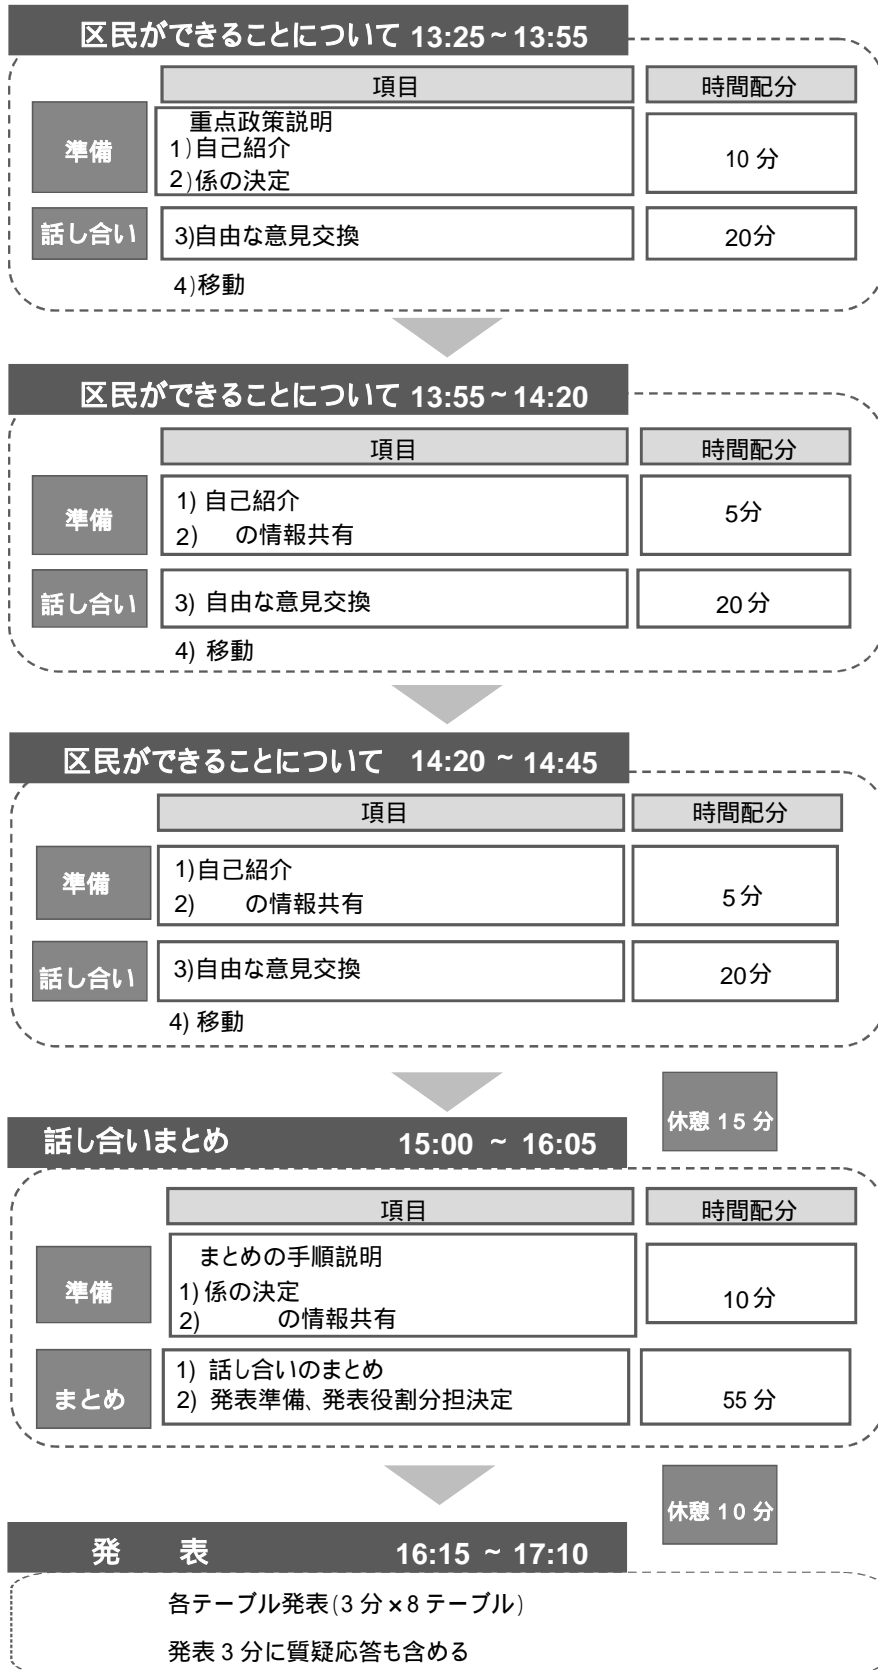 区民ができることについて 13:25~13:55
項目 時間配分
準備
重点政策説明
1)自己紹介
2)係の決定
10 分
話し合い 3)自由な意見交換 20分
4)移動
区民ができることについて 13:55~14:20
項目 時間配分
準備
1) 自己紹介
2) の情報共有
5分
話し合い 3) 自由な意見交換 20 分
4) 移動
区民ができることについて 14:20 ~ 14:45
項目 時間配分
準備
1)自己紹介
2) の情報共有
5 分
話し合い 3)自由な意見交換 20分
4) 移動
休憩 15 分
話し合いまとめ 15:00 ~ 16:05
項目 時間配分
準備
まとめの手順説明
1) 係の決定
2) の情報共有
10 分
まとめ
1) 話し合いのまとめ
2) 発表準備、発表役割分担決定
55 分
休憩 10 分
発 表 16:15 ~ 17:10
各テーブル発表(3 分×8 テーブル)
発表 3 分に質疑応答も含める